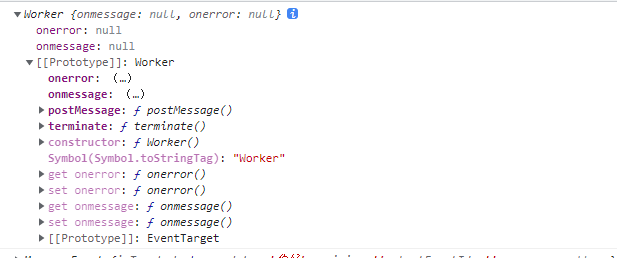 Worker {onmessage: null, onerror: null}
onerror: null
onmessage: null
[[Prototype]]: Worker
onerror: (…)
onmessage: (…)
postMessage: ƒ postMessage()
terminate: ƒ terminate()
constructor: ƒ Worker()
Symbol(Symbol.toStringTag): "Worker"
get onerror: ƒ onerror()
set onerror: ƒ onerror()
get onmessage: ƒ onmessage()
set onmessage: ƒ onmessage()
[[Prototype]]: EventTarget